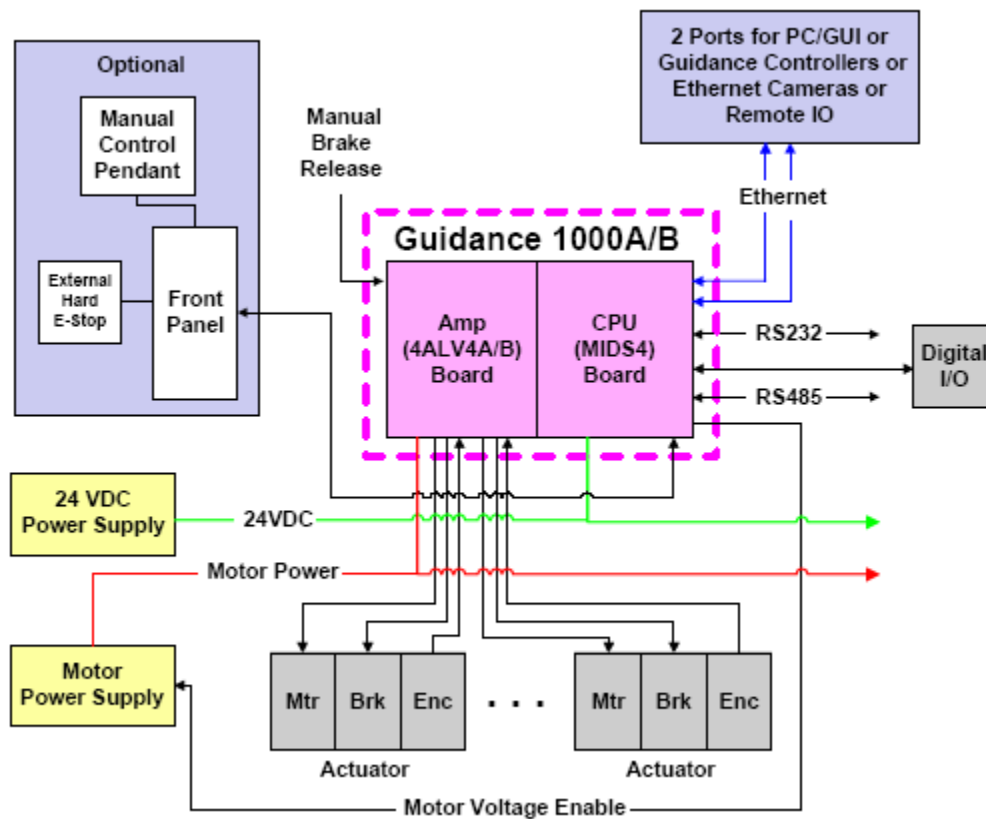 Optional
Manual
Control
Pendant
External
Hard
E-Stop
Front
Panel
Manual
Brake
Release
2 Ports for PC/GUI or
Guidance Controllers or
Ethernet Cameras or
Remote IO
Ethernet
Guidance 1000A/B
Amp
(4ALV4A/B)
Board
CPU
(MIDS4)
Board
RS232
RS485
Digital
I/O
24 VDC
Power Supply
24VDC
Motor Power
Motor
Power Supply
Mtr
Brk
Enc
. . .
Mtr
Brk
Enc
Actuator
Actuator
Motor Voltage Enable